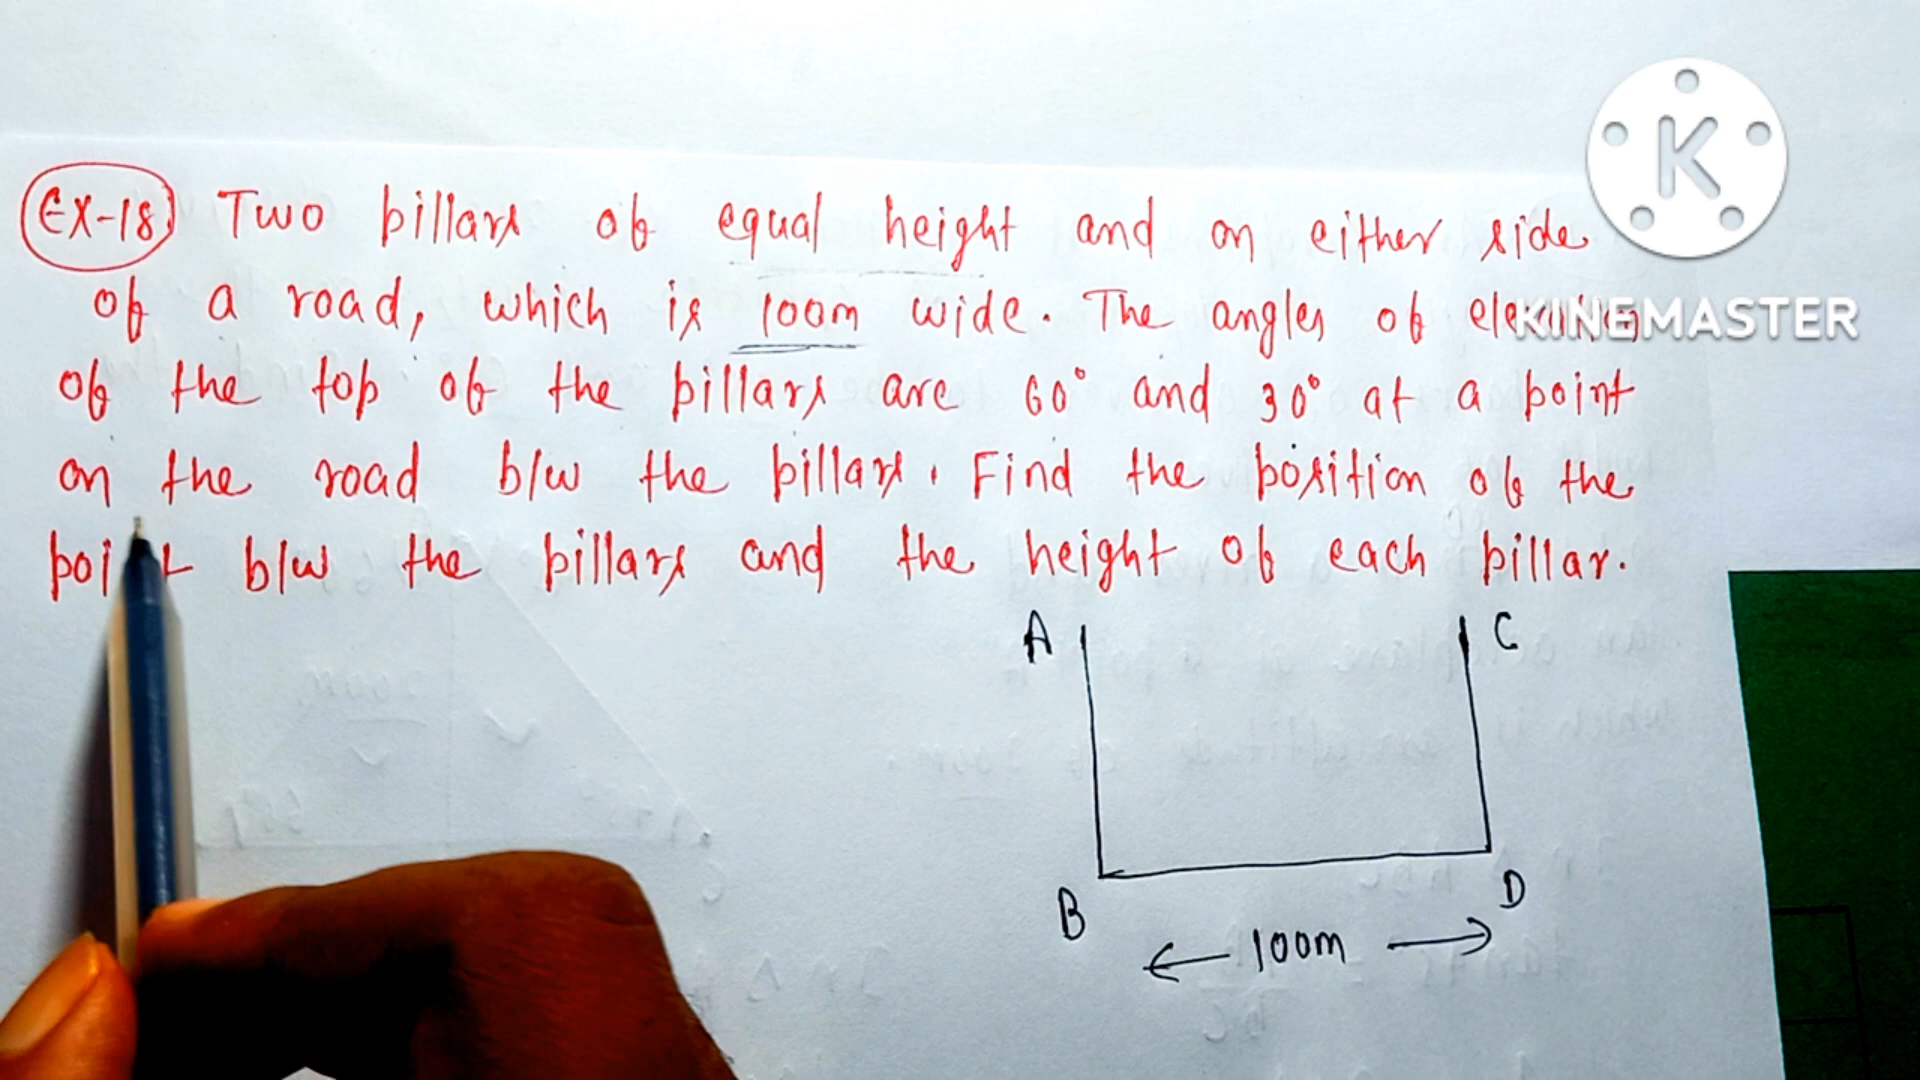 Ex-18) Two pillars of equal height and on either side
of a road, which is 100m wide. The angles of
of the top of the pillars are 60° and 30° at a point
on the road b/w the pillars. Find the position of the
b/w the pillars and the height of each pillar.
K
KINEMASTER
A C
B D
100m